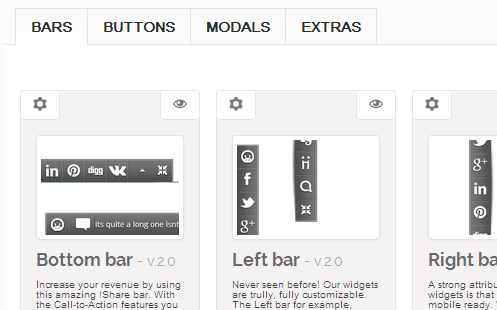 BARS BUTTONS MODALS EXTRAS
in digg
its quite a long one isnt
g+
g+
Bottom bar - v.2.0
Increase your revenue by using
this amazing !Share bar. With
the Call-to-Action features you
Left bar - v.2.0
Never seen before! Our widgets
are trully, fully customizable.
The Left bar for example,
in
Right ba
A strong attribu
widgets is that
mobile ready.